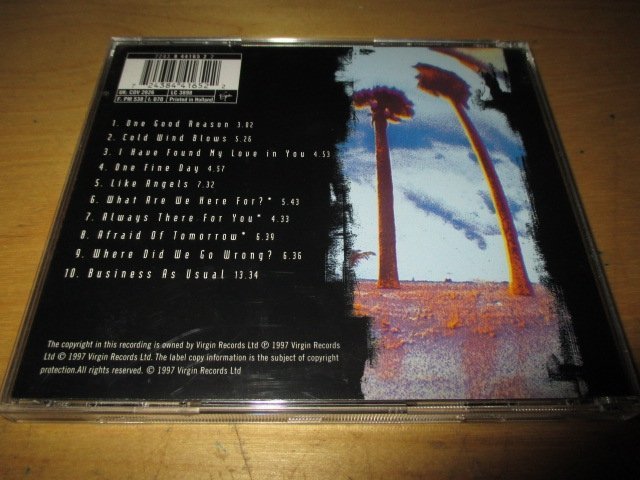 UK: CDV 2826 LC 3098
F: PM 530 I: 070 Printed in Holland
Virgin
1. One Good Reason 3.02
2. Cold Wind Blows 5.26
3. I Have Found My Love in You 4.53
4. One Fine Day 4.57
5. Like Angels 7.32
6. What Are We Here For?* 5.43
7. Always There For You* 4.33
8. Afraid Of Tomorrow* 6.39
9. Where Did We Go Wrong? 6.36
10. Business As Usual 13.34
The copyright in this recording is owned by Virgin Records Ltd ℗ 1997 Virgin Records
Ltd © 1997 Virgin Records Ltd. The label copy information is the subject of copyright
protection.All rights reserved. © 1997 Virgin Records Ltd